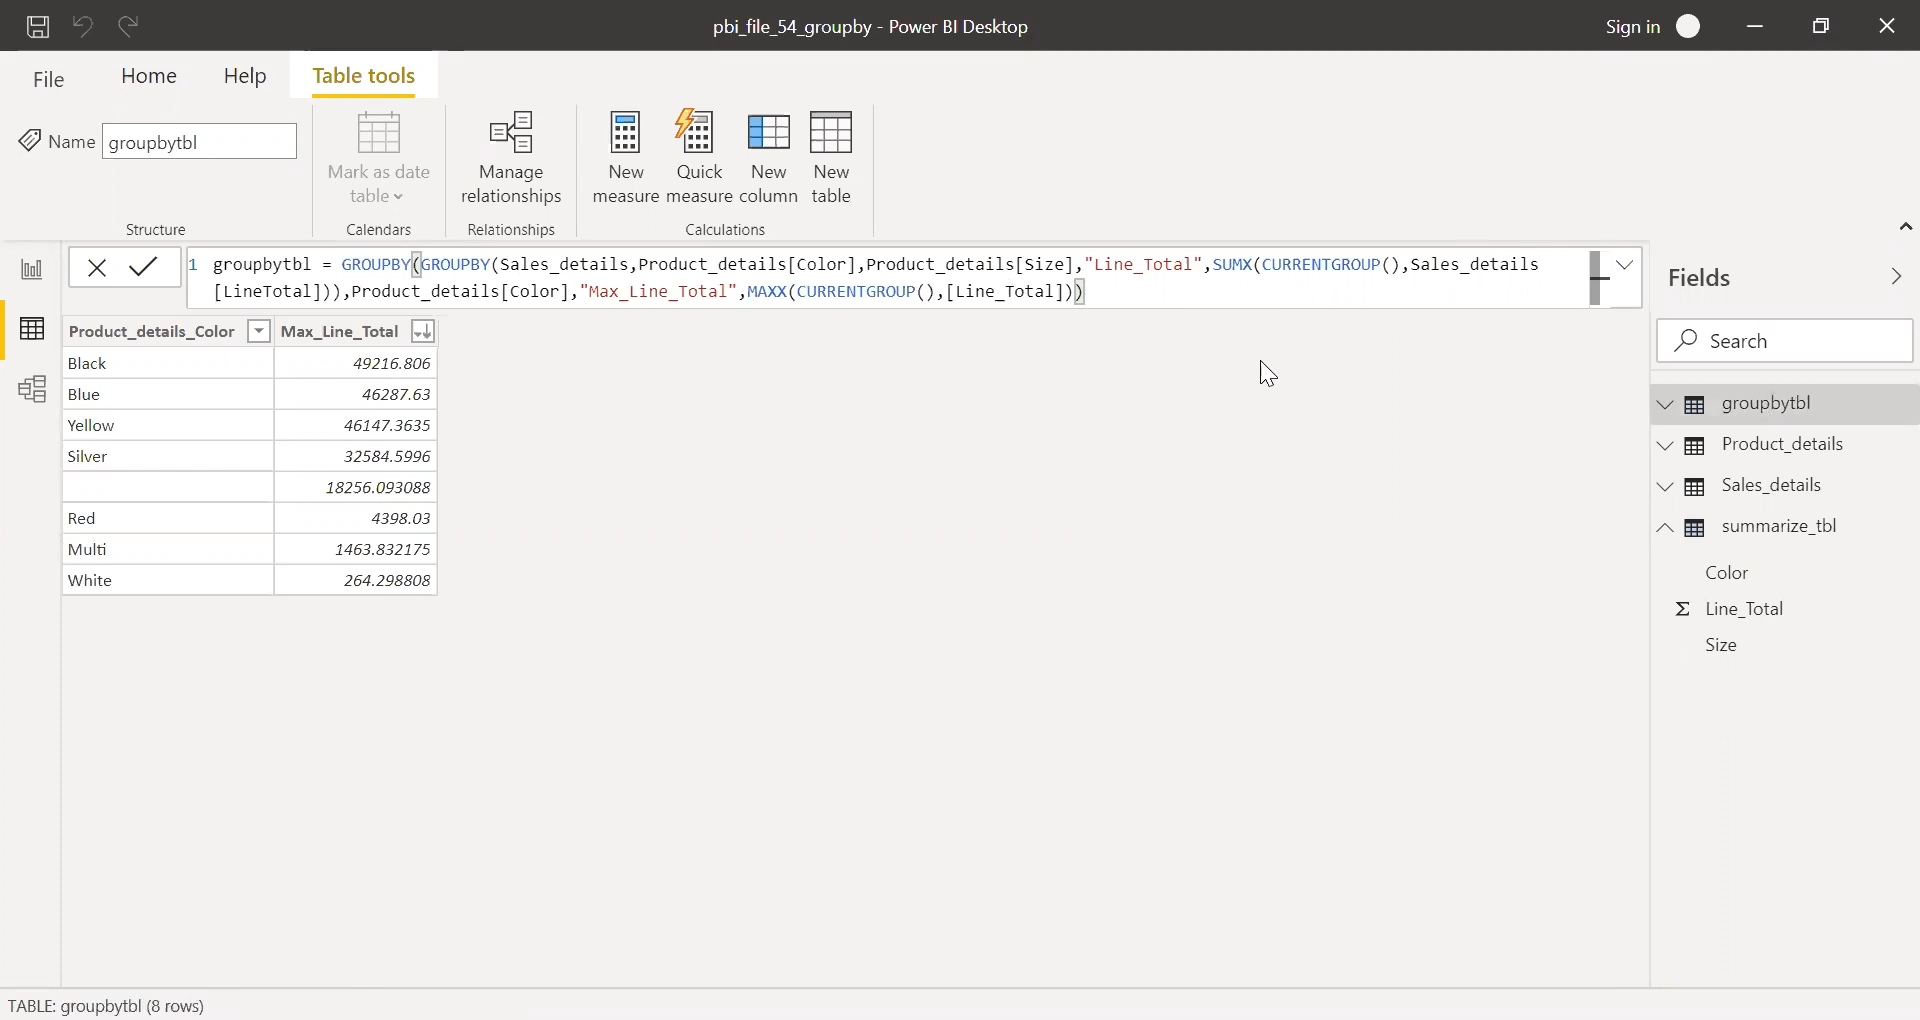 pbi_file_54_groupby - Power BI Desktop
Sign in
File
Home
Help
Table tools
Name
groupbytbl
Mark as date
table
Manage
relationships
New
measure
Quick
measure
New
column
New
table
Structure
Calendars
Relationships
Calculations
1 groupbytbl = GROUPBY(GROUPBY(Sales_details,Product_details[Color],Product_details[Size],"Line_Total",SUMX(CURRENTGROUP(),Sales_details
[LineTotal])),Product_details[Color],"Max_Line_Total",MAXX(CURRENTGROUP(),[Line_Total]))
Product_details_Color Max_Line_Total
Black 49216.806
Blue 46287.63
Yellow 46147.3635
Silver 32584.5996
18256.093088
Red 4398.03
Multi 1463.832175
White 264.298808
Fields
Search
groupbytbl
Product_details
Sales_details
summarize_tbl
Color
Σ Line_Total
Size
TABLE: groupbytbl (8 rows)